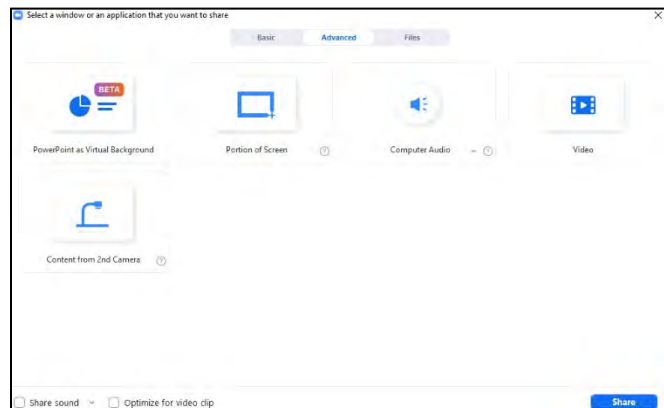 Select a window or an application that you want to share
Basic Advanced Files
BETA
PowerPoint as Virtual Background
Portion of Screen
Computer Audio
Video
Content from 2nd Camera
Share sound
Optimize for video clip
Share